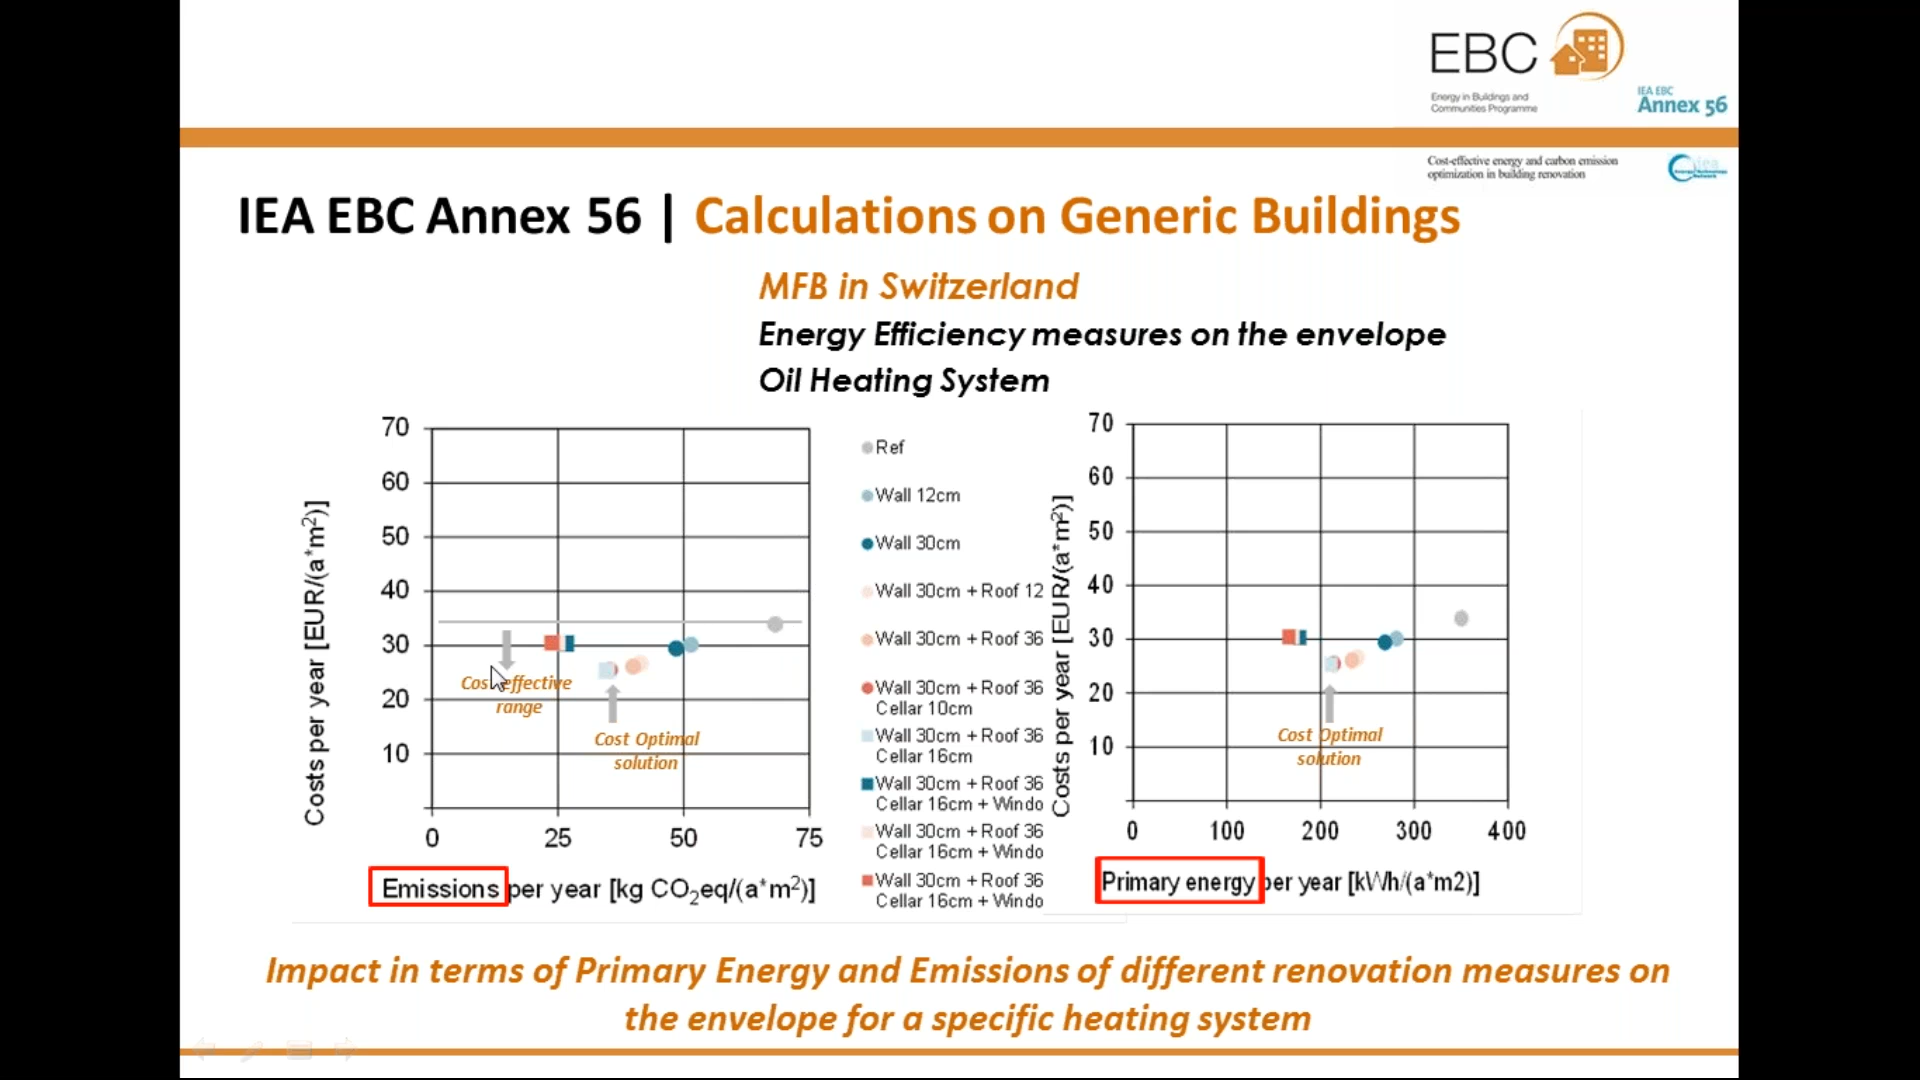 EBC
Energy in Buildings and
Communities Programme
IEA EBC
Annex 56
Cost-effective energy and carbon emission
optimization in building renovation
iea
IEA EBC Annex 56 | Calculations on Generic Buildings
MFB in Switzerland
Energy Efficiency measures on the envelope
Oil Heating System
70
60
50
40
30
20
10
0
25
50
75
Costs per year [EUR/(a*m²)]
Emissions per year [kg CO₂eq/(a*m²)]
Cost effective
range
Cost Optimal
solution
Ref
Wall 12cm
Wall 30cm
Wall 30cm + Roof 12
Wall 30cm + Roof 36
Wall 30cm + Roof 36
Cellar 10cm
Wall 30cm + Roof 36
Cellar 16cm
Wall 30cm + Roof 36
Cellar 16cm + Windo
Wall 30cm + Roof 36
Cellar 16cm + Windo
Wall 30cm + Roof 36
Cellar 16cm + Windo
70
60
50
40
30
20
10
0
100
200
300
400
Costs per year [EUR/(a*m²)]
Primary energy per year [kWh/(a*m2)]
Cost Optimal
solution
Impact in terms of Primary Energy and Emissions of different renovation measures on
the envelope for a specific heating system